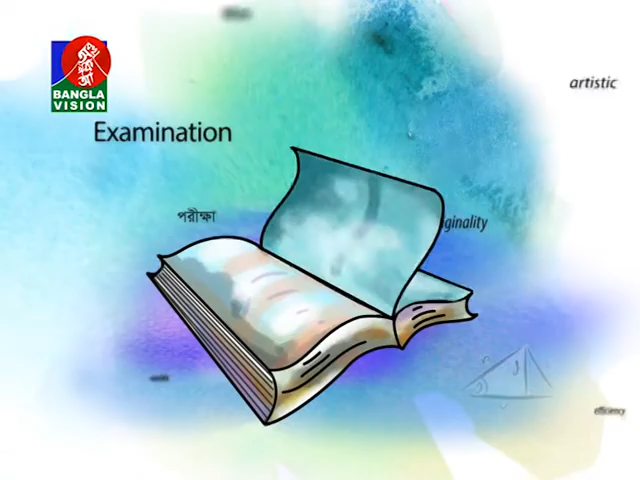 BANGLA
VISION
artistic
Examination
পরীক্ষা
ginality
efficiency